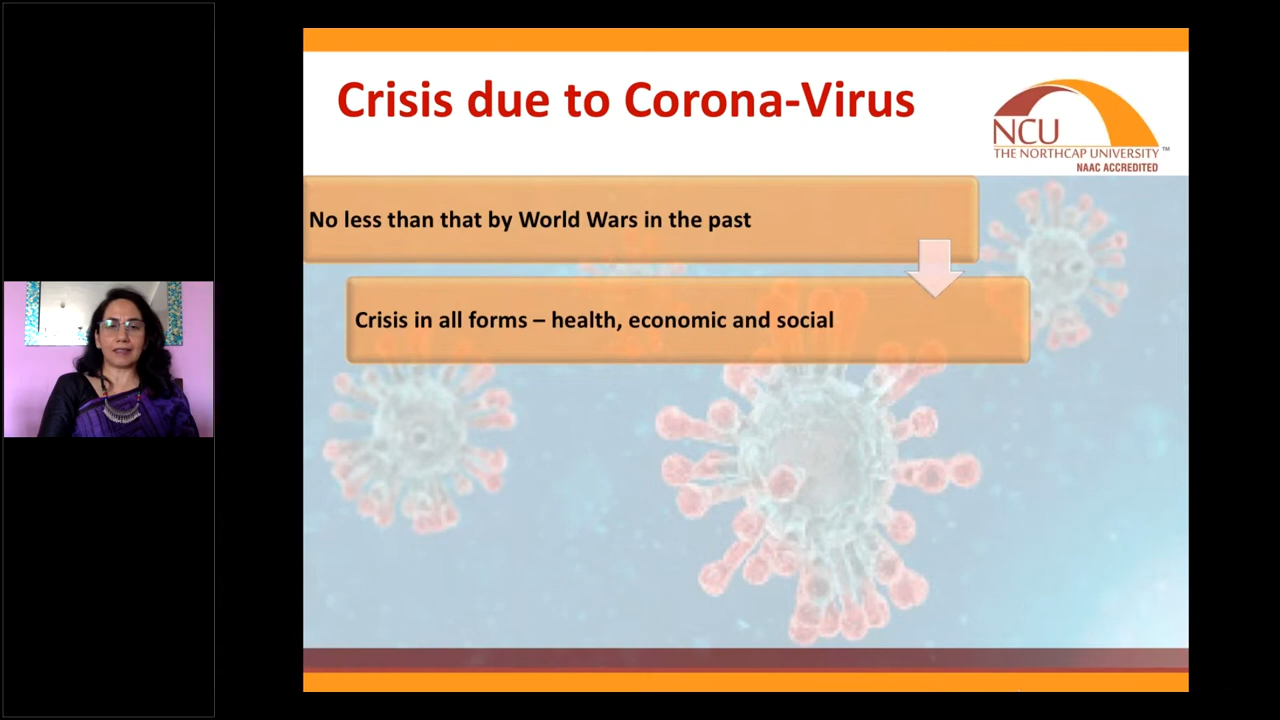 Crisis due to Corona-Virus
NCU
THE NORTHCAP UNIVERSITY™
NAAC ACCREDITED
No less than that by World Wars in the past
Crisis in all forms – health, economic and social